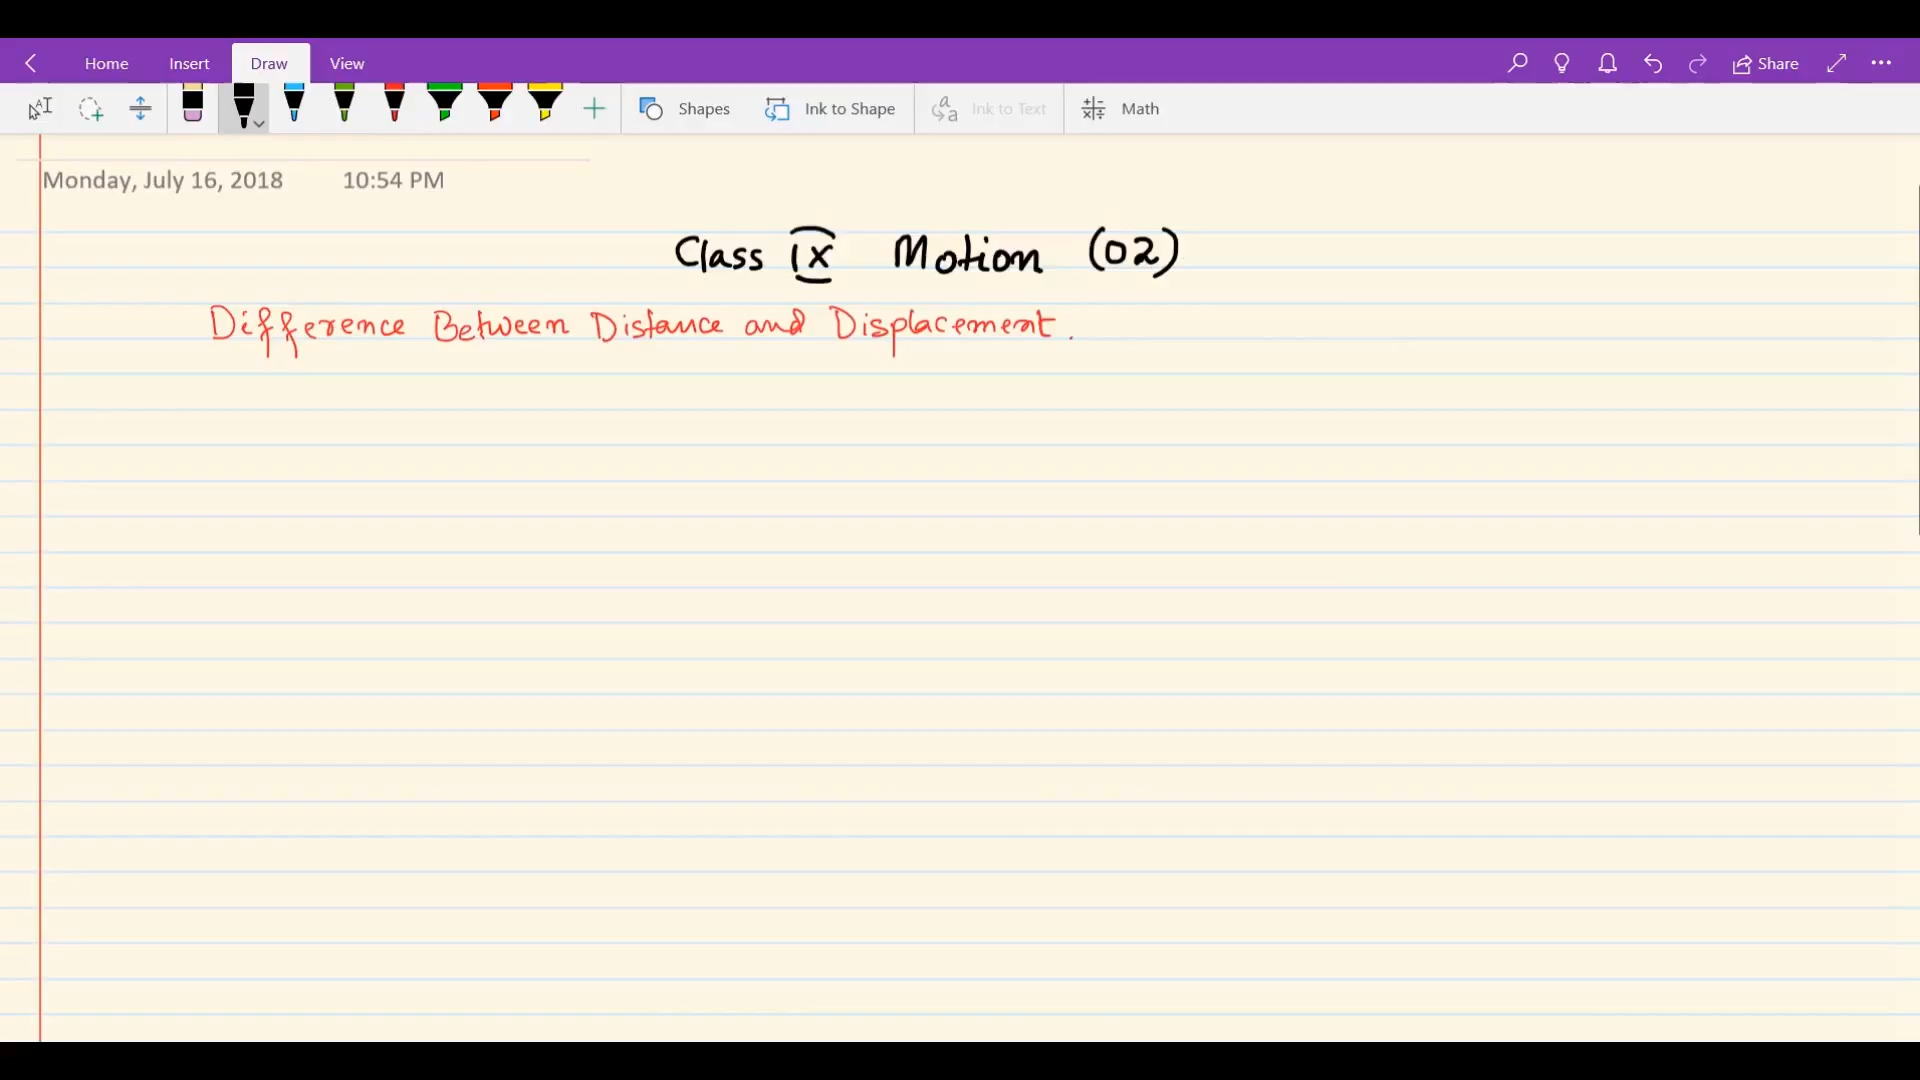 Home Insert Draw View Share
Shapes Ink to Shape Ink to Text Math
Monday, July 16, 2018 10:54 PM
Class IX Motion (02)
Difference Between Distance and Displacement.